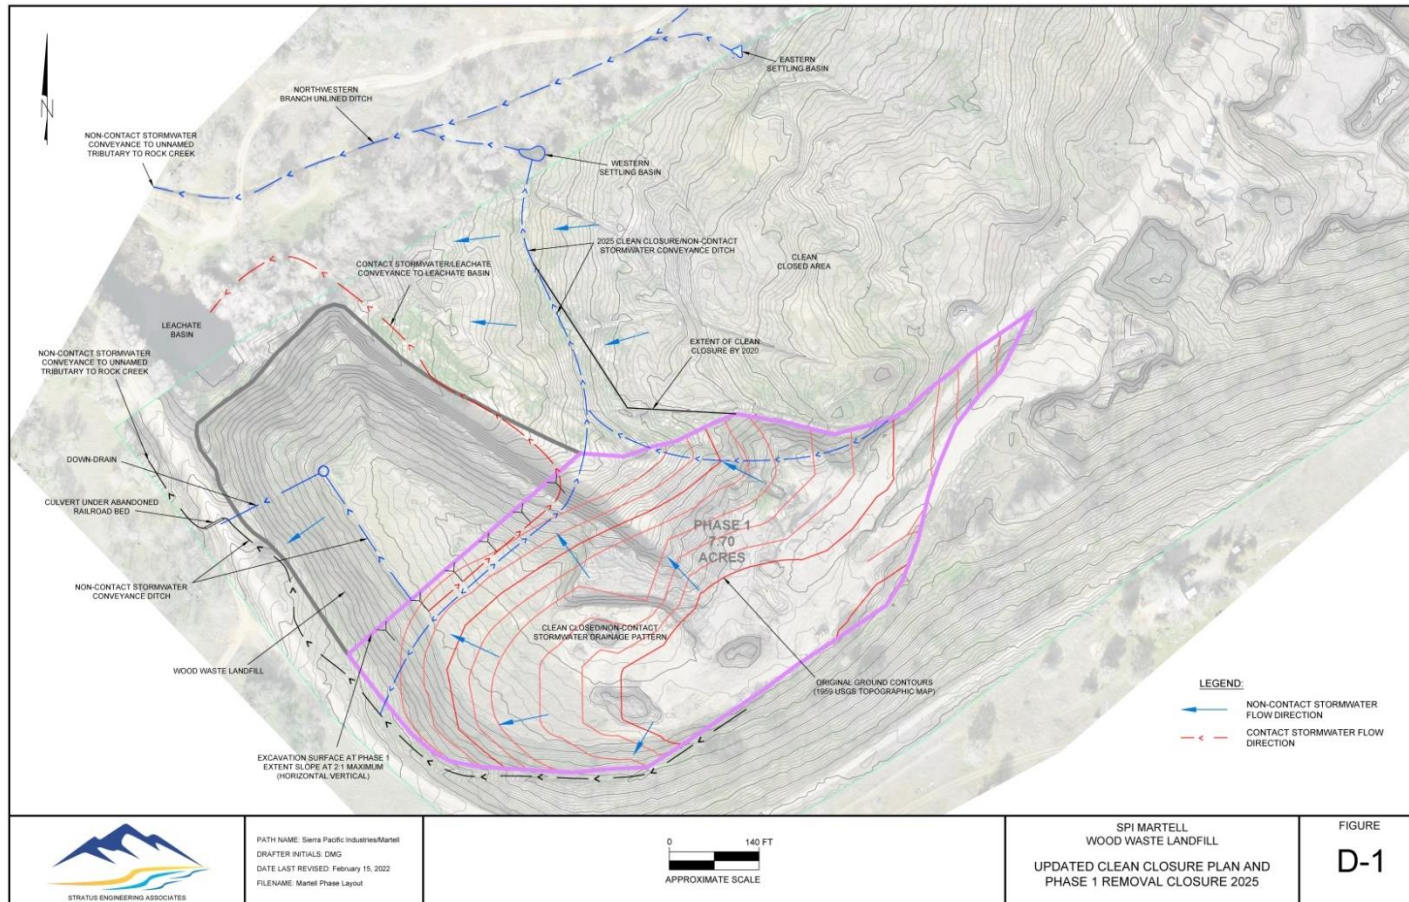 N
EASTERN
SETTLING BASIN
NORTHWESTERN
BRANCH UNLINED DITCH
NON-CONTACT STORMWATER
CONVEYANCE TO UNNAMED
TRIBUTARY TO ROCK CREEK
WESTERN
SETTLING BASIN
2025 CLEAN CLOSURE/NON-CONTACT
STORMWATER CONVEYANCE DITCH
CLEAN
CLOSED AREA
CONTACT STORMWATER/LEACHATE
CONVEYANCE TO LEACHATE BASIN
LEACHATE
BASIN
EXTENT OF CLEAN
CLOSURE BY 2020
NON-CONTACT STORMWATER
CONVEYANCE TO UNNAMED
TRIBUTARY TO ROCK CREEK
DOWN-DRAIN
CULVERT UNDER ABANDONED
RAILROAD BED
PHASE 1
7.70
ACRES
NON-CONTACT STORMWATER
CONVEYANCE DITCH
CLEAN CLOSED/NON-CONTACT
STORMWATER DRAINAGE PATTERN
WOOD WASTE LANDFILL
ORIGINAL GROUND CONTOURS
(1959 USGS TOPOGRAPHIC MAP)
EXCAVATION SURFACE AT PHASE 1
EXTENT SLOPE AT 2:1 MAXIMUM
(HORIZONTAL:VERTICAL)
LEGEND:
NON-CONTACT STORMWATER
FLOW DIRECTION
CONTACT STORMWATER FLOW
DIRECTION
STRATUS ENGINEERING ASSOCIATES
PATH NAME: Sierra Pacific Industries/Martell
DRAFTER INITIALS: DMG
DATE LAST REVISED: February 15, 2022
FILENAME: Martell Phase Layout
0 140 FT
APPROXIMATE SCALE
SPI MARTELL
WOOD WASTE LANDFILL
UPDATED CLEAN CLOSURE PLAN AND
PHASE 1 REMOVAL CLOSURE 2025
FIGURE
D-1